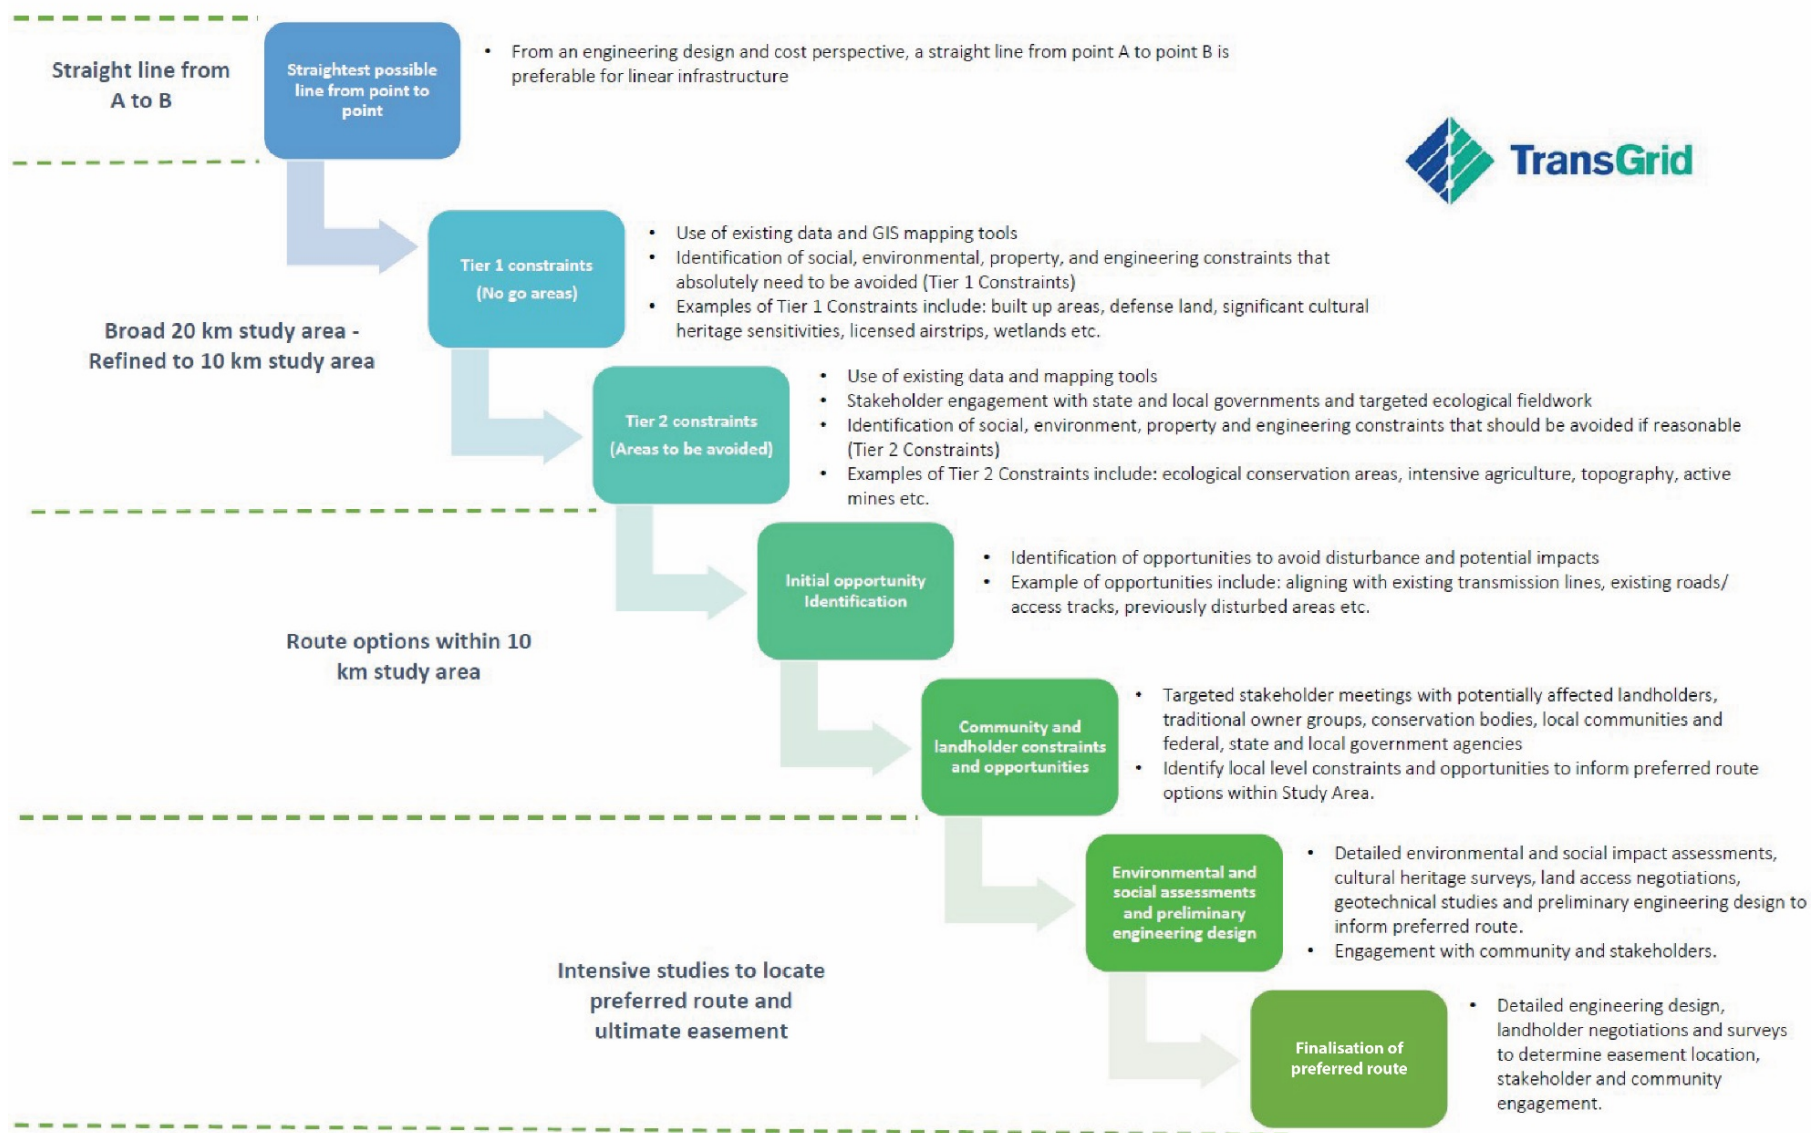 Straight line from
A to B
Straightest possible
line from point to
point
• From an engineering design and cost perspective, a straight line from point A to point B is
preferable for linear infrastructure
TransGrid
Broad 20 km study area -
Refined to 10 km study area
Tier 1 constraints
(No go areas)
• Use of existing data and GIS mapping tools
• Identification of social, environmental, property, and engineering constraints that
absolutely need to be avoided (Tier 1 Constraints)
• Examples of Tier 1 Constraints include: built up areas, defense land, significant cultural
heritage sensitivities, licensed airstrips, wetlands etc.
Tier 2 constraints
(Areas to be avoided)
• Use of existing data and mapping tools
• Stakeholder engagement with state and local governments and targeted ecological fieldwork
• Identification of social, environment, property and engineering constraints that should be avoided if reasonable
(Tier 2 Constraints)
• Examples of Tier 2 Constraints include: ecological conservation areas, intensive agriculture, topography, active
mines etc.
Route options within 10
km study area
Initial opportunity
Identification
• Identification of opportunities to avoid disturbance and potential impacts
• Example of opportunities include: aligning with existing transmission lines, existing roads/
access tracks, previously disturbed areas etc.
Community and
landholder constraints
and opportunities
• Targeted stakeholder meetings with potentially affected landholders,
traditional owner groups, conservation bodies, local communities and
federal, state and local government agencies
• Identify local level constraints and opportunities to inform preferred route
options within Study Area.
Intensive studies to locate
preferred route and
ultimate easement
Environmental and
social assessments
and preliminary
engineering design
• Detailed environmental and social impact assessments,
cultural heritage surveys, land access negotiations,
geotechnical studies and preliminary engineering design to
inform preferred route.
• Engagement with community and stakeholders.
Finalisation of
preferred route
• Detailed engineering design,
landholder negotiations and surveys
to determine easement location,
stakeholder and community
engagement.